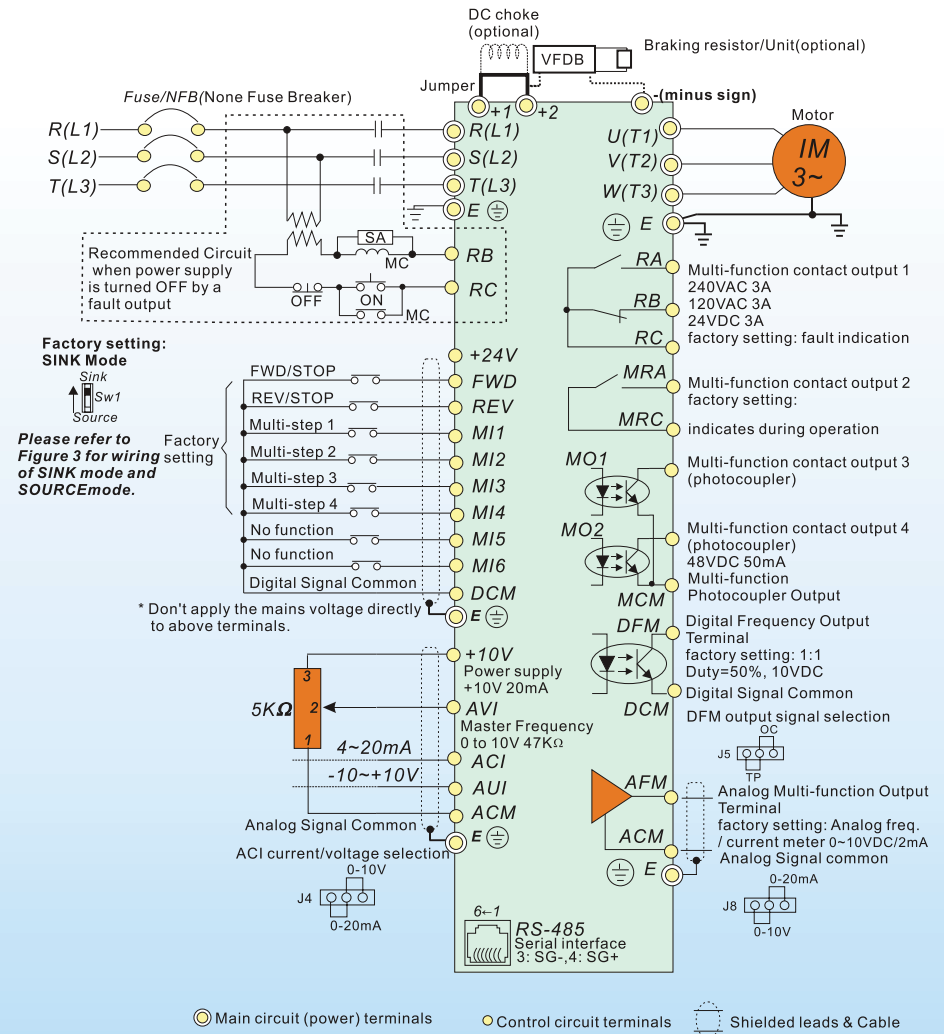 DC choke
(optional)
VFDB
Braking resistor/Unit(optional)
Jumper
+1
+2
-(minus sign)
Fuse/NFB(None Fuse Breaker)
R(L1)
S(L2)
T(L3)
R(L1)
S(L2)
T(L3)
E
U(T1)
V(T2)
W(T3)
E
Motor
IM
3~
Recommended Circuit
when power supply
is turned OFF by a
fault output
SA
MC
OFF
ON
MC
RB
RC
RA
RB
RC
Multi-function contact output 1
240VAC 3A
120VAC 3A
24VDC 3A
factory setting: fault indication
Factory setting:
SINK Mode
Sink
Sw1
Source
Please refer to
Figure 3 for wiring
of SINK mode and
SOURCEmode.
Factory
setting
FWD/STOP
REV/STOP
Multi-step 1
Multi-step 2
Multi-step 3
Multi-step 4
No function
No function
Digital Signal Common
+24V
FWD
REV
MI1
MI2
MI3
MI4
MI5
MI6
DCM
E
* Don't apply the mains voltage directly
to above terminals.
MRA
MRC
Multi-function contact output 2
factory setting:
indicates during operation
MO1
Multi-function contact output 3
(photocoupler)
MO2
Multi-function contact output 4
(photocoupler)
48VDC 50mA
Multi-function
Photocoupler Output
MCM
DFM
Digital Frequency Output
Terminal
factory setting: 1:1
Duty=50%, 10VDC
Digital Signal Common
DCM
DFM output signal selection
OC
J5
TP
+10V
Power supply
+10V 20mA
3
2
1
5KΩ
AVI
Master Frequency
0 to 10V 47KΩ
4~20mA
ACI
-10~+10V
AUI
ACM
Analog Signal Common
E
ACI current/voltage selection
0-10V
J4
0-20mA
AFM
ACM
E
Analog Multi-function Output
Terminal
factory setting: Analog freq.
/ current meter 0~10VDC/2mA
Analog Signal common
0-20mA
J8
0-10V
6←1
RS-485
Serial interface
3: SG-,4: SG+
Main circuit (power) terminals
Control circuit terminals
Shielded leads & Cable